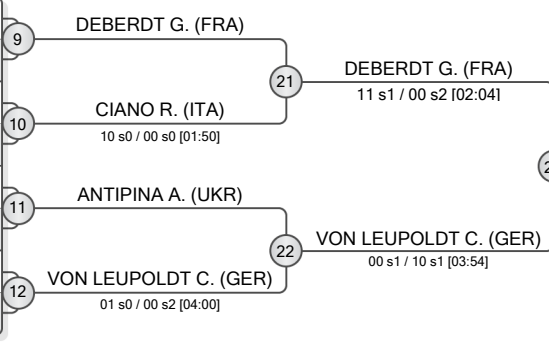 DEBERDT G. (FRA)
9
21
DEBERDT G. (FRA)
11 s1 / 00 s2 [02:04]
CIANO R. (ITA)
10
10 s0 / 00 s0 [01:50]
ANTIPINA A. (UKR)
11
22
VON LEUPOLDT C. (GER)
00 s1 / 10 s1 [03:54]
VON LEUPOLDT C. (GER)
12
01 s0 / 00 s2 [04:00]